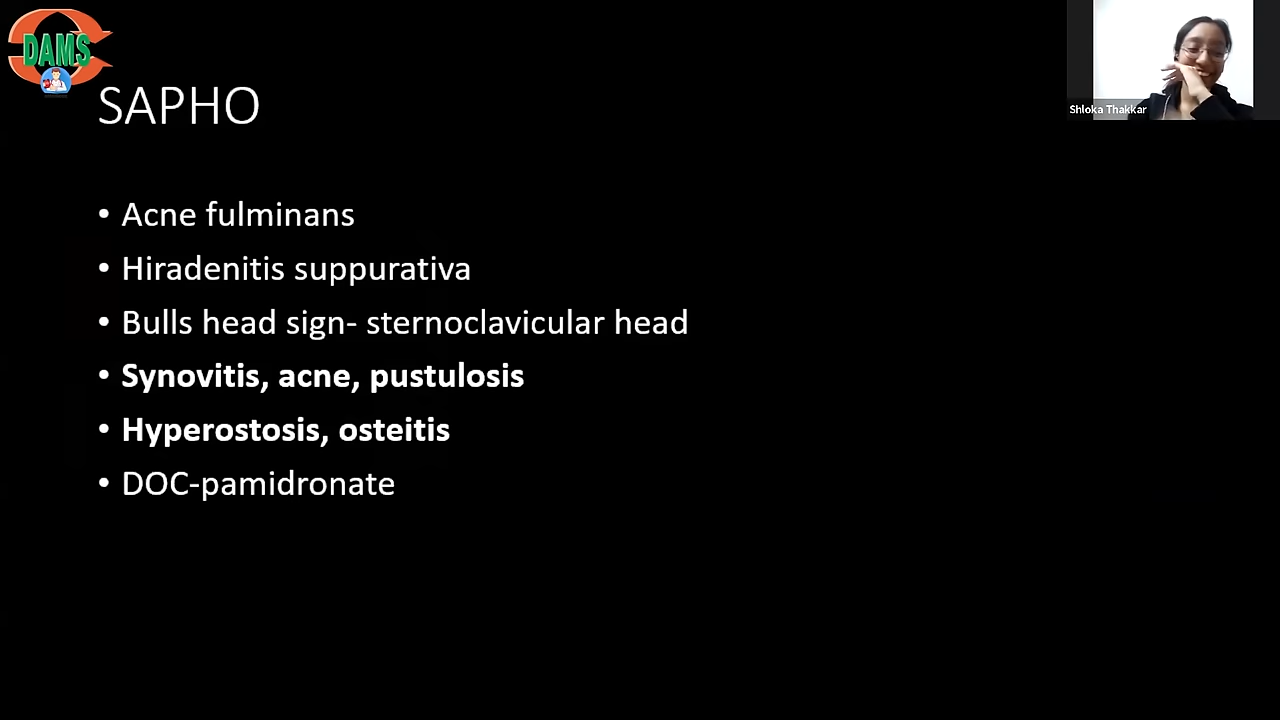 DAMS
Shloka Thakkar
SAPHO
• Acne fulminans
• Hiradenitis suppurativa
• Bulls head sign- sternoclavicular head
• Synovitis, acne, pustulosis
• Hyperostosis, osteitis
• DOC-pamidronate